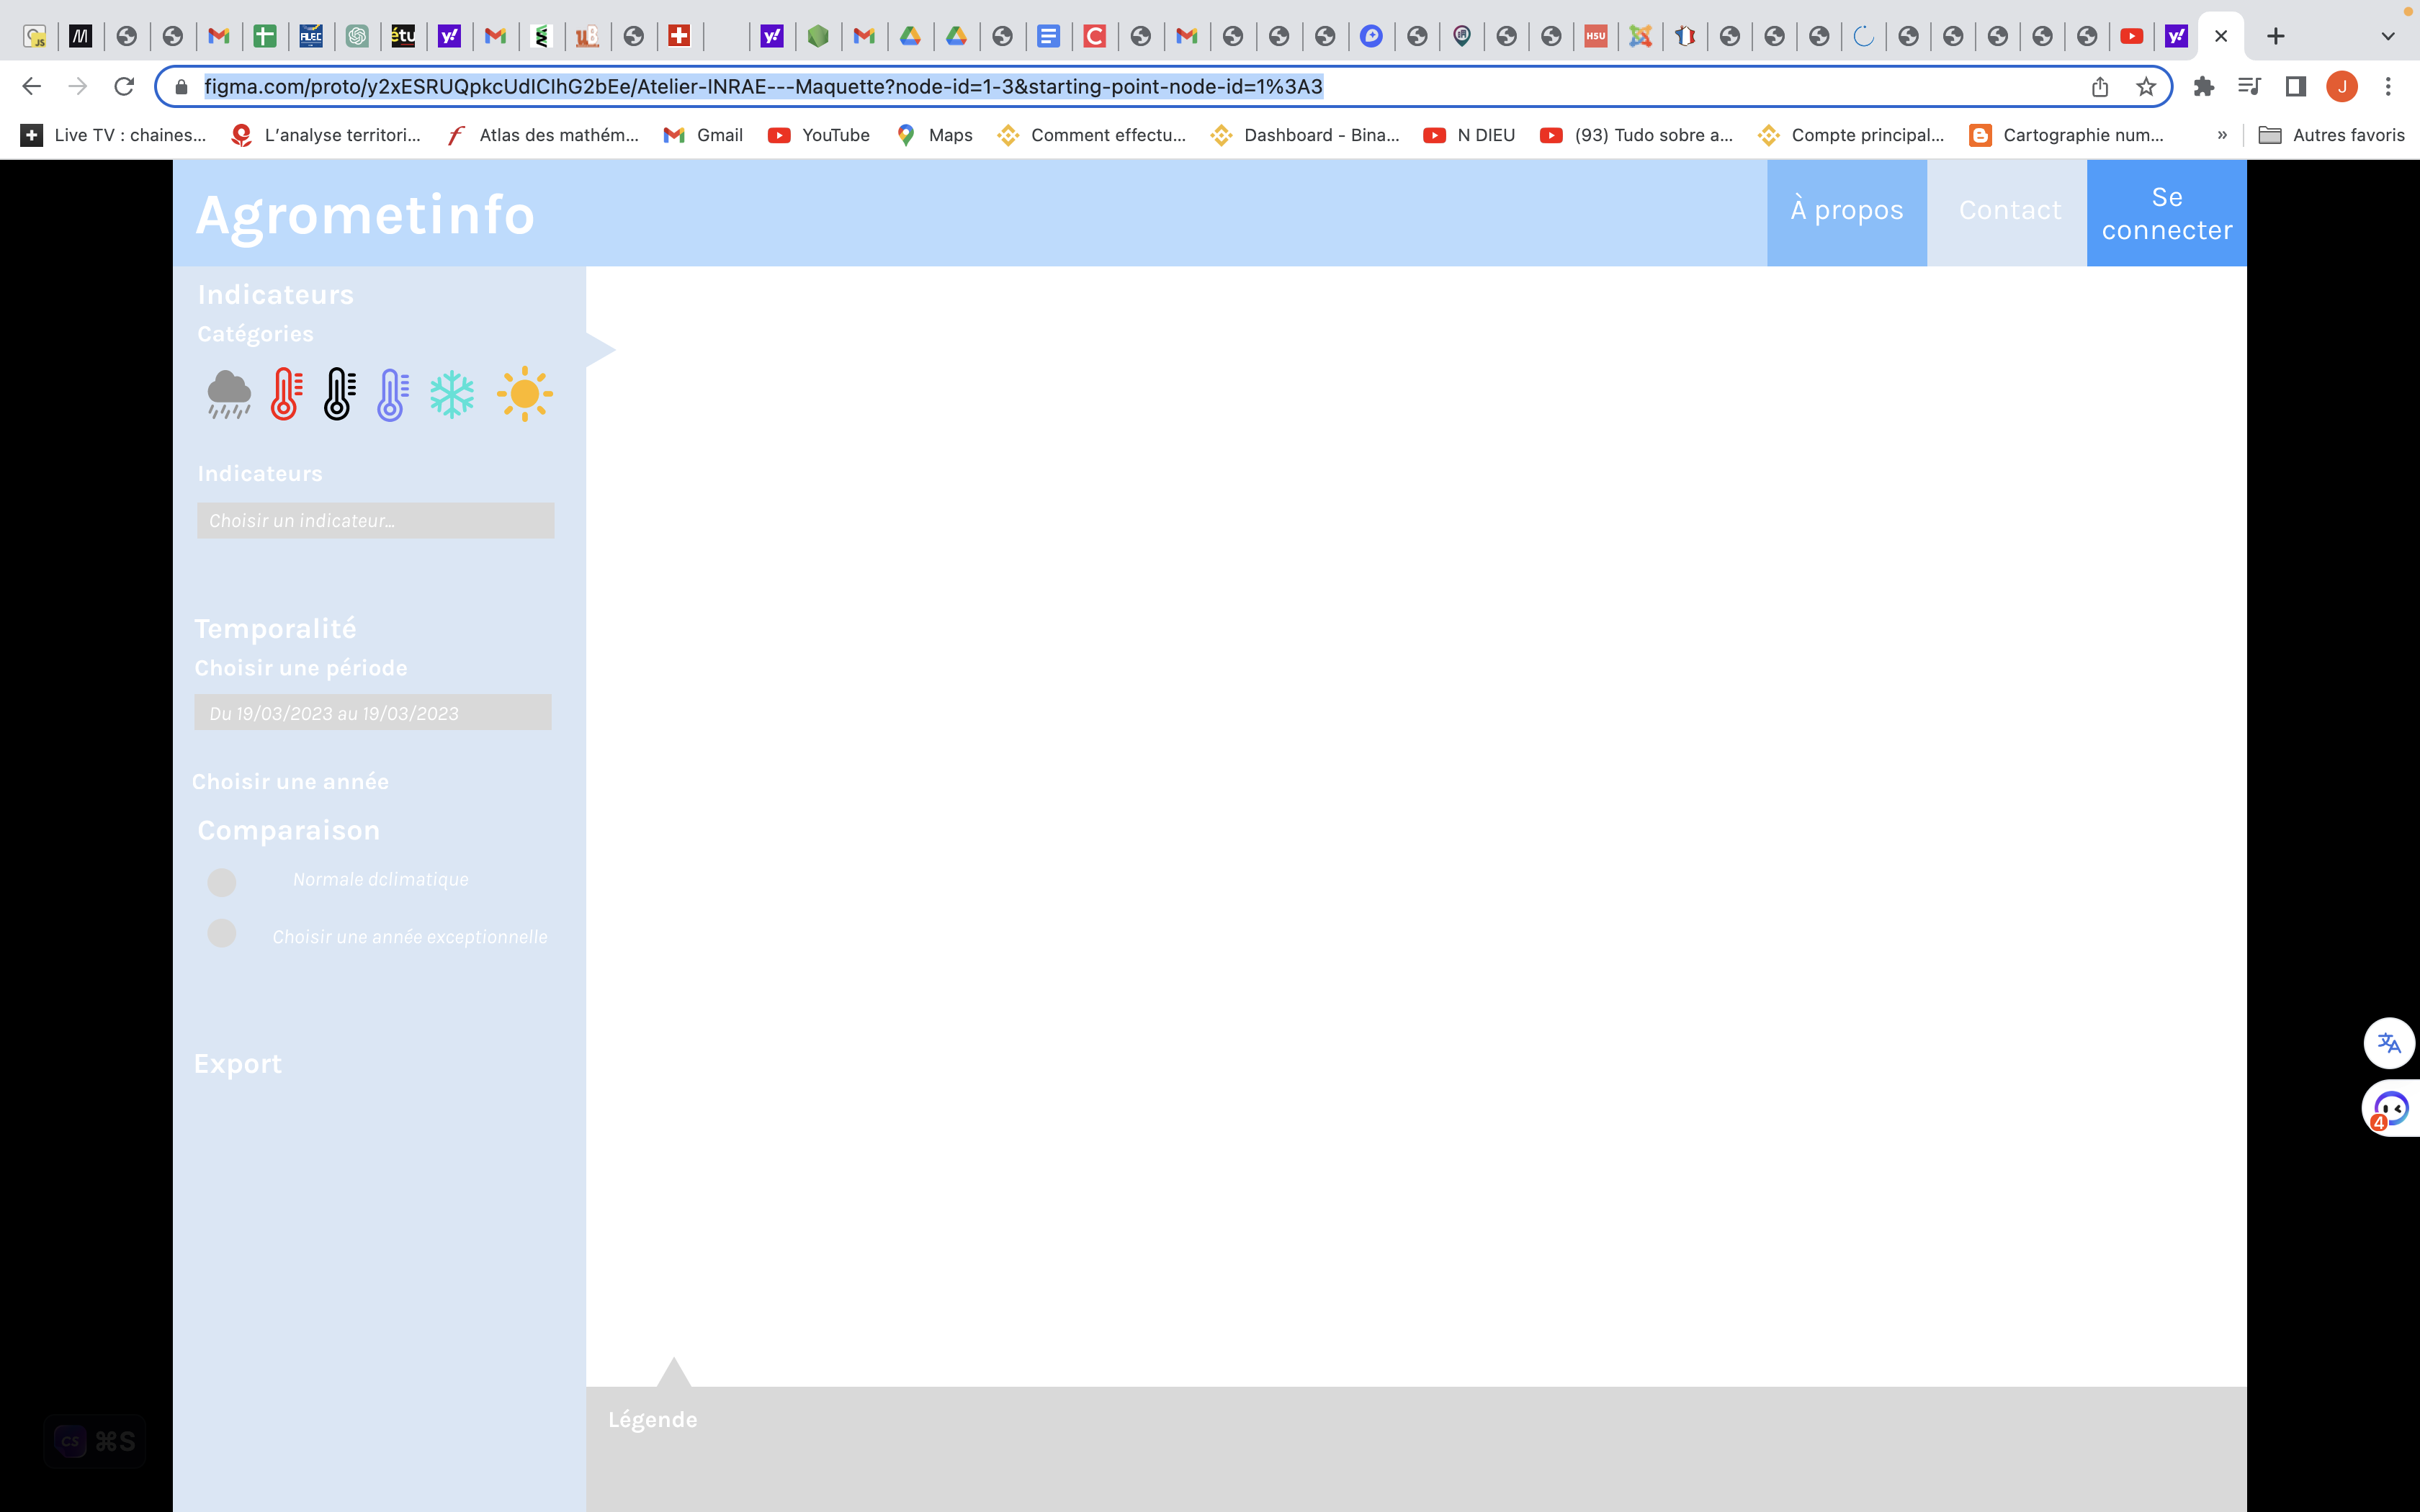 figma.com/proto/y2xESRUQpkcUdlCIhG2bEe/Atelier-INRAE---Maquette?node-id=1-3&starting-point-node-id=1%3A3
Live TV : chaines... L'analyse territori... Atlas des mathém... Gmail YouTube Maps Comment effectu... Dashboard - Bina... N DIEU (93) Tudo sobre a... Compte principal... Cartographie num... » Autres favoris
Agrometinfo
À propos
Contact
Se
connecter
Indicateurs
Catégories
Indicateurs
Choisir un indicateur...
Temporalité
Choisir une période
Du 19/03/2023 au 19/03/2023
Choisir une année
Comparaison
Normale dclimatique
Choisir une année exceptionnelle
Export
Légende
4
CS ⌘S
J